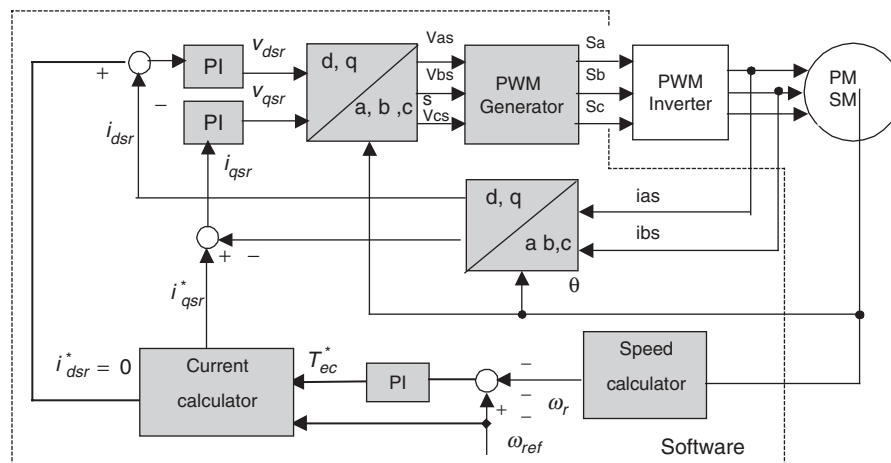 +
−
PI
v_dsr
PI
v_qsr
d, q
a, b ,c
Vas
Vbs
s
Vcs
PWM
Generator
Sa
Sb
Sc
PWM
Inverter
PM
SM
i_dsr
i_qsr
d, q
a b,c
ias
ibs
θ
+ −
i*_qsr
i*_dsr = 0
Current
calculator
T*_ec
PI
−
−
+ −
ω_r
ω_ref
Speed
calculator
Software